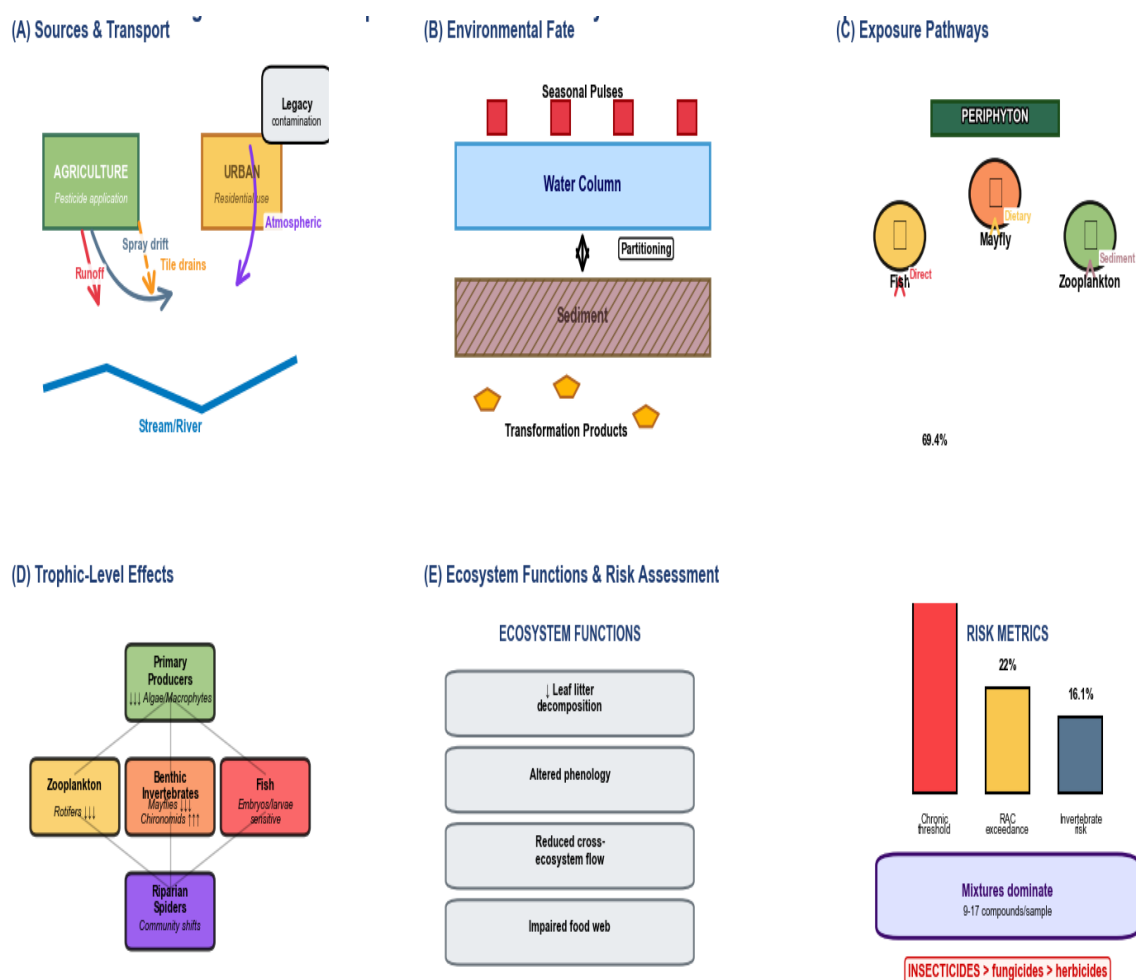 (A) Sources & Transport
(B) Environmental Fate
(C) Exposure Pathways
Legacy
contamination
AGRICULTURE
Pesticide application
URBAN
Residential use
Atmospheric
Spray drift
Tile drains
Runoff
Stream/River
Seasonal Pulses
Water Column
Partitioning
Sediment
Transformation Products
PERIPHYTON
Dietary
Mayfly
Fish
Direct
Sediment
Zooplankton
69.4%
(D) Trophic-Level Effects
(E) Ecosystem Functions & Risk Assessment
Primary
Producers
↓↓↓ Algae/Macrophytes
Zooplankton
Rotifers ↓↓↓
Benthic
Invertebrates
Mayflies ↓↓↓
Chironomids ↑↑↑
Fish
Embryos/larvae
sensitive
Riparian
Spiders
Community shifts
ECOSYSTEM FUNCTIONS
↓ Leaf litter
decomposition
Altered phenology
Reduced cross-
ecosystem flow
Impaired food web
RISK METRICS
22%
16.1%
Chronic
threshold
RAC
exceedance
Invertebrate
risk
Mixtures dominate
9-17 compounds/sample
INSECTICIDES > fungicides > herbicides